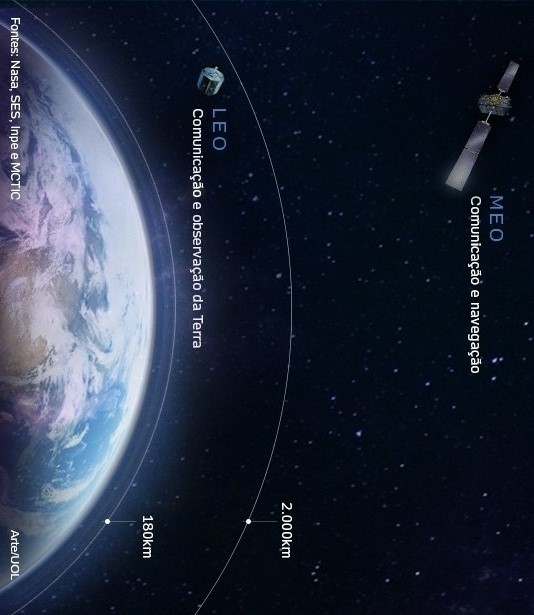 MEO
Comunicação e navegação
2.000km
LEO
Comunicação e observação da Terra
180km
Fontes: Nasa, SES, Inpe e MCTIC
Arte/UOL